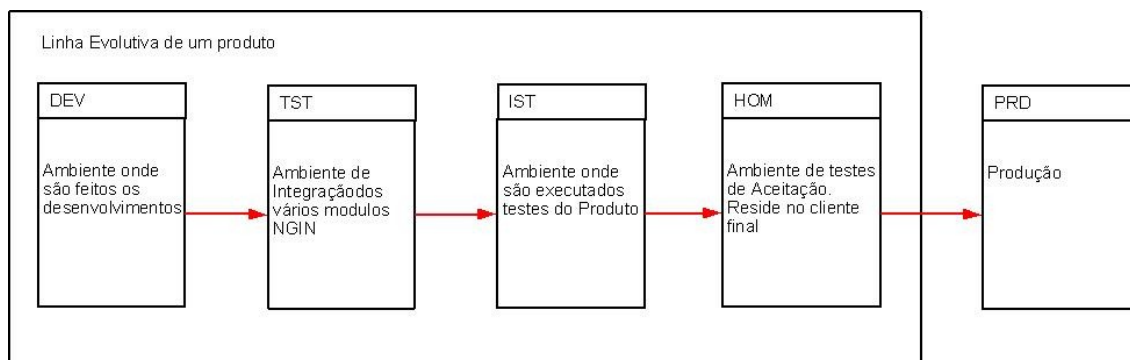 Linha Evolutiva de um produto
DEV
Ambiente onde
são feitos os
desenvolvimentos
TST
Ambiente de
Integraçãodos
vários modulos
NGIN
IST
Ambiente onde
são executados
testes do Produto
HOM
Ambiente de testes
de Aceitação.
Reside no cliente
final
PRD
Produção